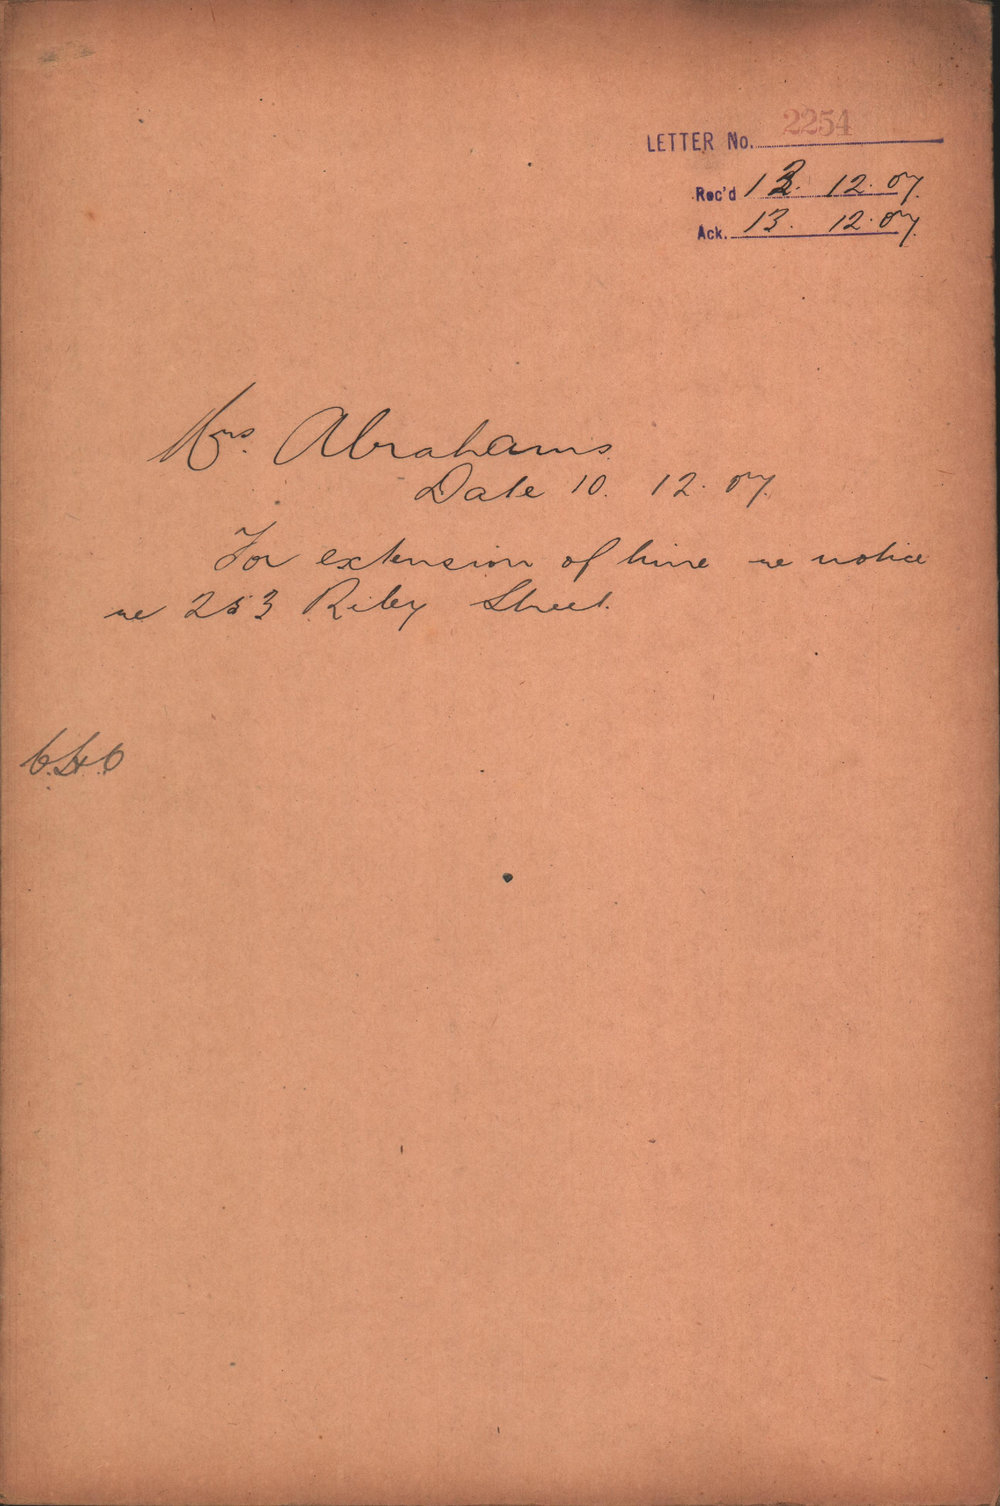 LETTER No. 2254
Rec'd 12. 12. 07.
Ack. 13. 12. 07.
Mrs. Abrahams.
Date 10. 12. 07.
For extension of time re notice
re 253 Riley Street.